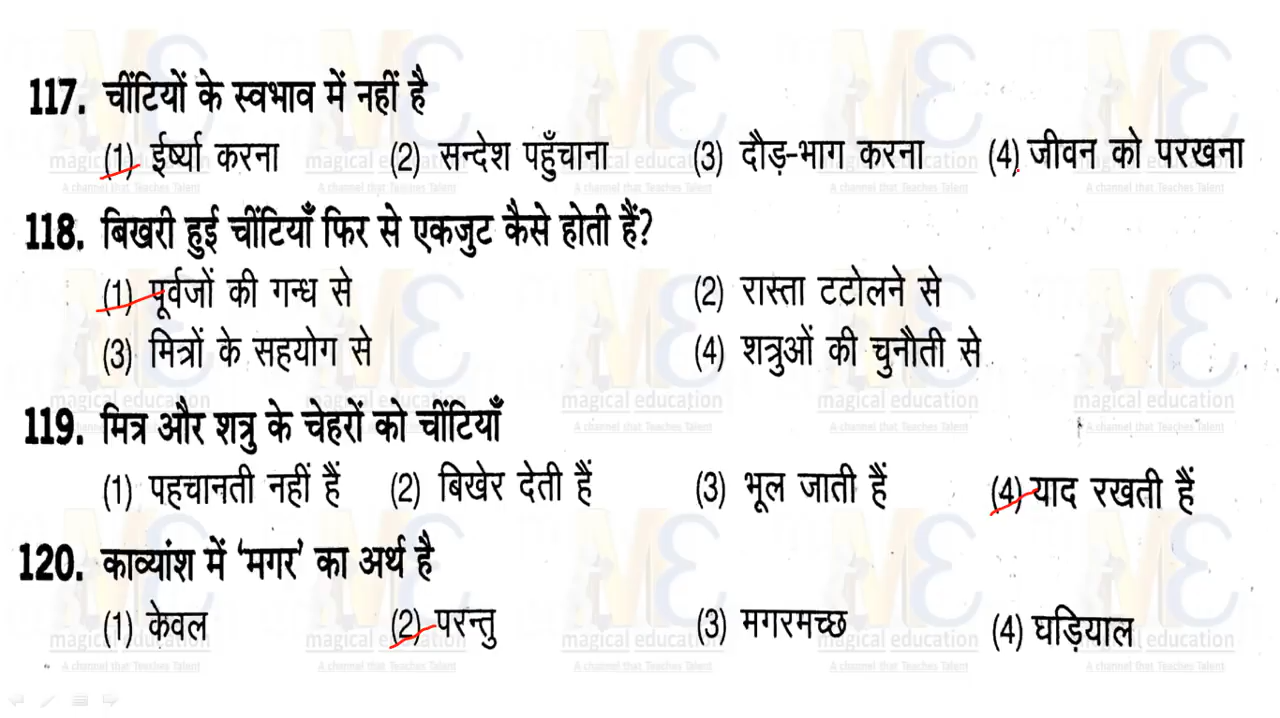 117. चींटियों के स्वभाव में नहीं है
(1) ईर्ष्या करना (2) सन्देश पहुँचाना (3) दौड़-भाग करना (4) जीवन को परखना
118. बिखरी हुई चींटियाँ फिर से एकजुट कैसे होती हैं?
(1) पूर्वजों की गन्ध से (2) रास्ता टटोलने से
(3) मित्रों के सहयोग से (4) शत्रुओं की चुनौती से
119. मित्र और शत्रु के चेहरों को चींटियाँ
(1) पहचानती नहीं हैं (2) बिखेर देती हैं (3) भूल जाती हैं (4) याद रखती हैं
120. काव्यांश में ‘मगर’ का अर्थ है
(1) केवल (2) परन्तु (3) मगरमच्छ (4) घड़ियाल
magical education
A channel that Teaches Talent